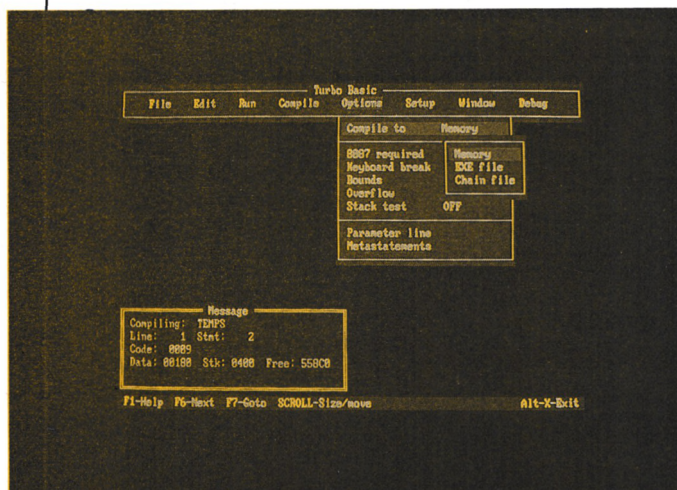 Turbo Basic
File Edit Run Compile Options Setup Window Debug
Compile to Memory
8087 required
Keyboard break
Bounds
Overflow
Stack test OFF
Parameter line
Metastatements
Memory
EXE file
Chain file
Message
Compiling: TEMPS
Line: 1 Stmt: 2
Code: 0009
Data: 00180 Stk: 0400 Free: 558C0
F1-Help F6-Next F7-Goto SCROLL-Size/move Alt-X-Exit